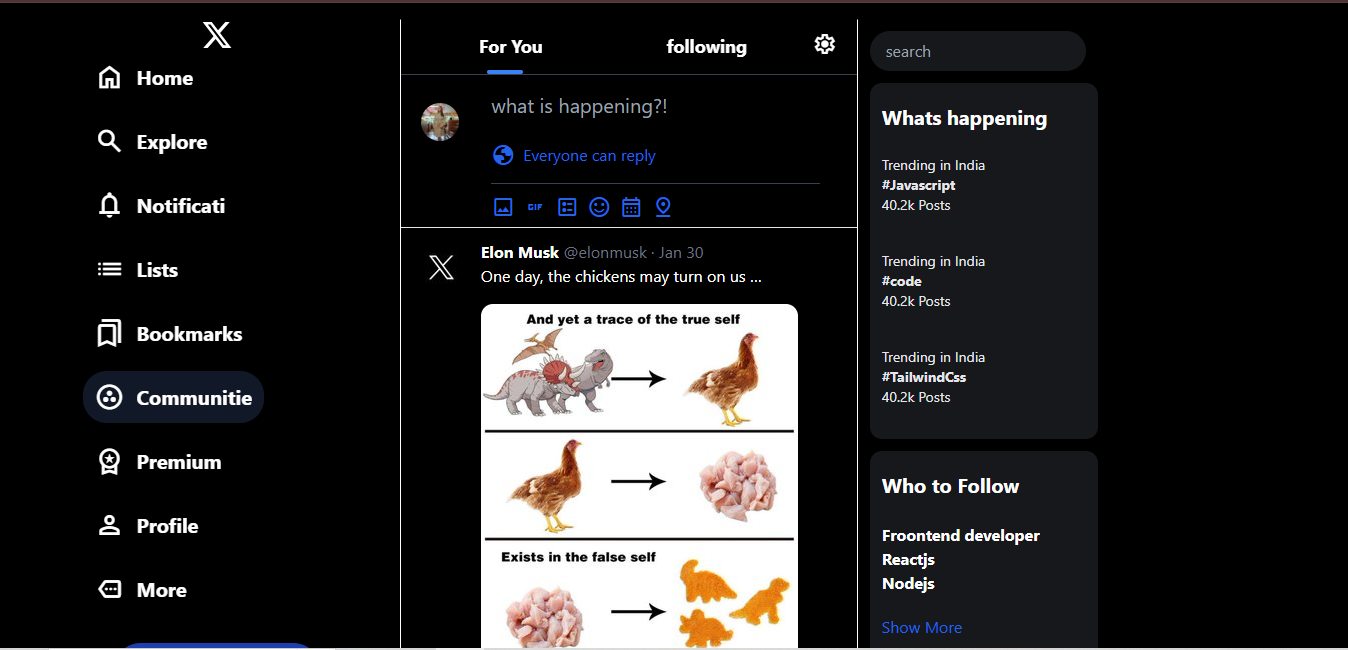 Home
Explore
Notificati
Lists
Bookmarks
Communitie
Premium
Profile
More
For You
following
what is happening?!
Everyone can reply
GIF
Elon Musk @elonmusk · Jan 30
One day, the chickens may turn on us ...
And yet a trace of the true self
Exists in the false self
search
Whats happening
Trending in India
#Javascript
40.2k Posts
Trending in India
#code
40.2k Posts
Trending in India
#TailwindCss
40.2k Posts
Who to Follow
Froontend developer
Reactjs
Nodejs
Show More